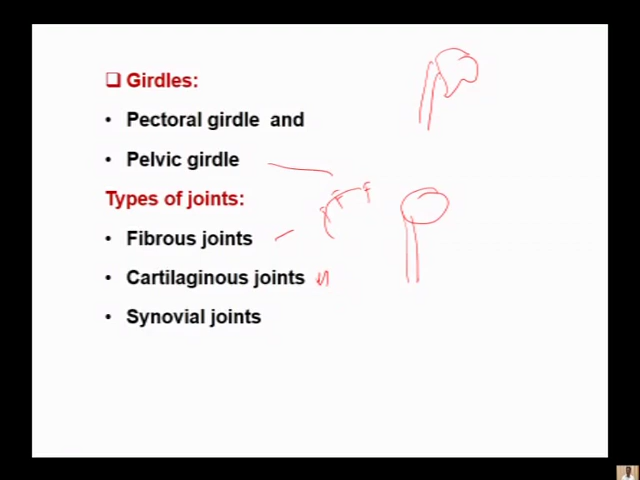 ❑ Girdles:
• Pectoral girdle and
• Pelvic girdle
Types of joints:
• Fibrous joints
• Cartilaginous joints
• Synovial joints